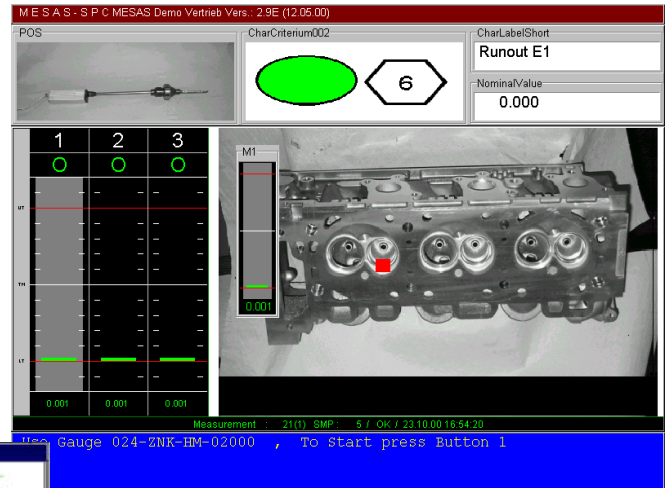 M E S A S - S P C MESAS Demo Vertrieb Vers.: 2.9E (12.05.00)
POS
CharCriterium002
6
CharLabelShort
Runout E1
NominalValue
0.000
1 2 3
UT
TM
LT
0.001 0.001 0.001
M1
0.001
Measurement : 21(1) SMP: 5 / OK / 23.10.00 16:54:20
Use Gauge 024-ZNK-HM-02000 , To Start press Button 1